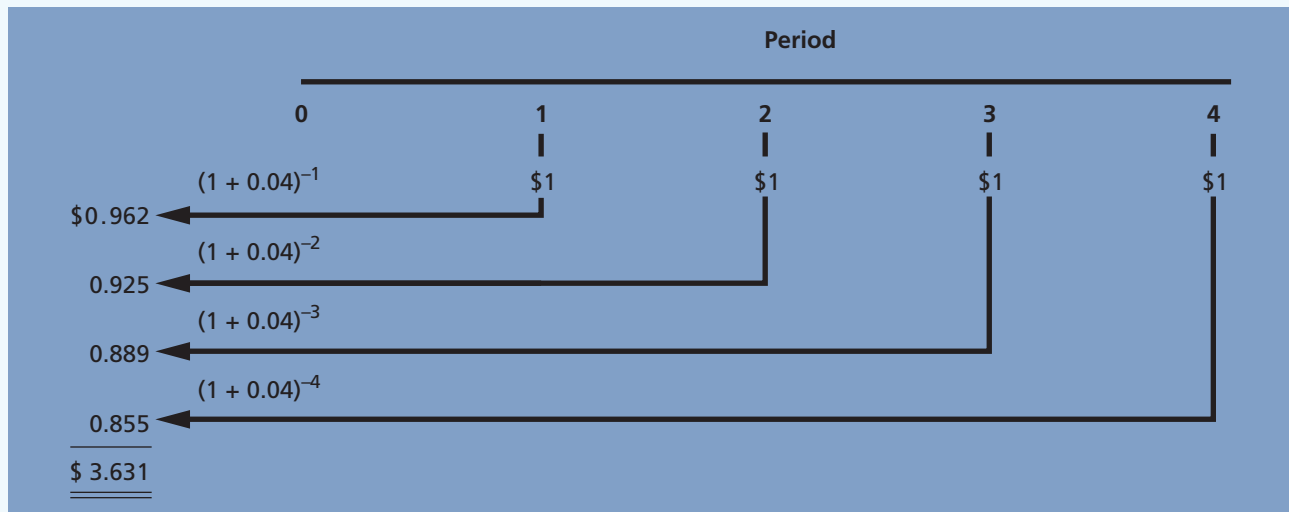 Period
0 1 2 3 4
(1 + 0.04)⁻¹ $1 $1 $1 $1
$0.962
(1 + 0.04)⁻²
0.925
(1 + 0.04)⁻³
0.889
(1 + 0.04)⁻⁴
0.855
$ 3.631